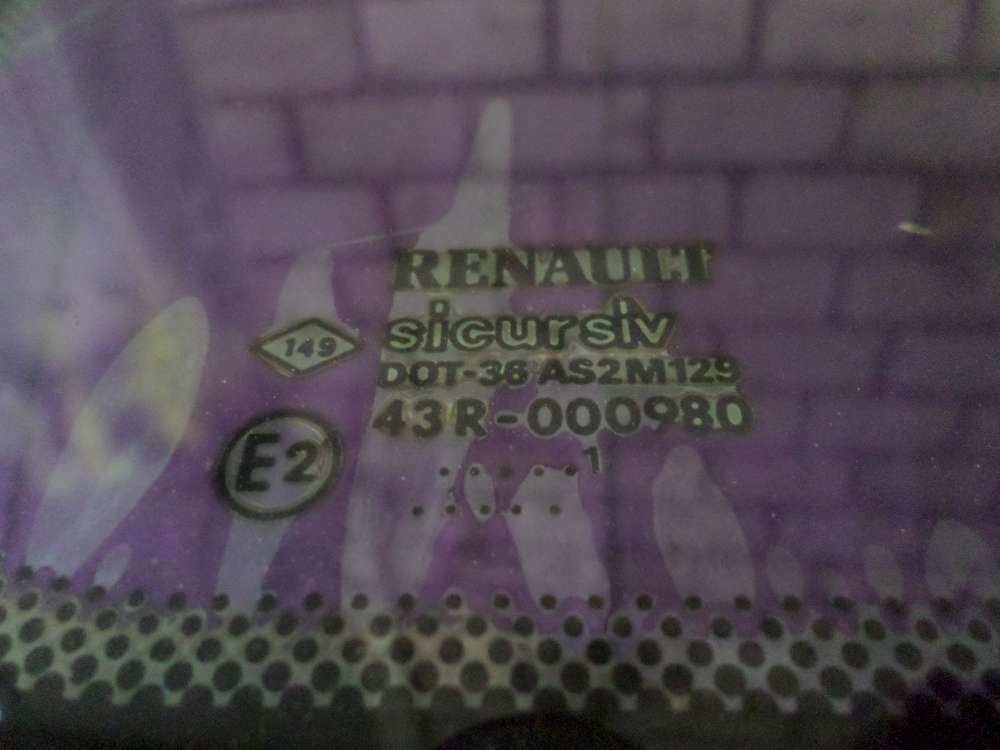 RENAULT
149
sicursiv
DOT-36 AS2M129
43R-000980
E2
1